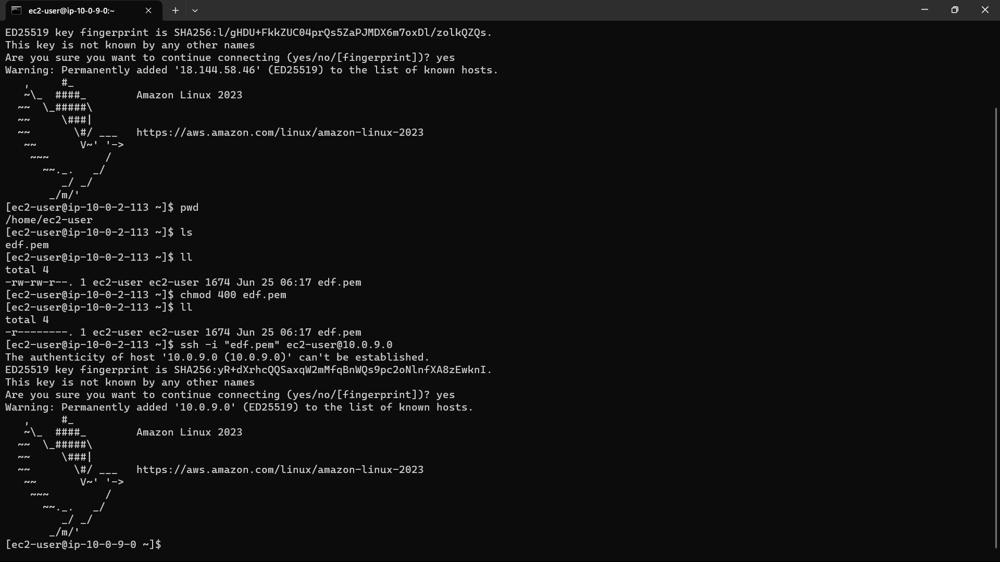 ec2-user@ip-10-0-9-0:~
ED25519 key fingerprint is SHA256:l/gHDU+FkkZUC04prQs5ZaPJMDX6m7oxDl/zolkQZQs.
This key is not known by any other names
Are you sure you want to continue connecting (yes/no/[fingerprint])? yes
Warning: Permanently added '18.144.58.46' (ED25519) to the list of known hosts.
   ,     #_
   ~\_  ####_        Amazon Linux 2023
  ~~  \_#####\
  ~~     \###|
  ~~       \#/ ___   https://aws.amazon.com/linux/amazon-linux-2023
   ~~       V~' '->
    ~~~         /
      ~~._.   _/
         _/ _/
       _/m/'
[ec2-user@ip-10-0-2-113 ~]$ pwd
/home/ec2-user
[ec2-user@ip-10-0-2-113 ~]$ ls
edf.pem
[ec2-user@ip-10-0-2-113 ~]$ ll
total 4
-rw-rw-r--. 1 ec2-user ec2-user 1674 Jun 25 06:17 edf.pem
[ec2-user@ip-10-0-2-113 ~]$ chmod 400 edf.pem
[ec2-user@ip-10-0-2-113 ~]$ ll
total 4
-r--------. 1 ec2-user ec2-user 1674 Jun 25 06:17 edf.pem
[ec2-user@ip-10-0-2-113 ~]$ ssh -i "edf.pem" ec2-user@10.0.9.0
The authenticity of host '10.0.9.0 (10.0.9.0)' can't be established.
ED25519 key fingerprint is SHA256:yR+dXrhcQQSaxqW2mMfqBnWQs9pc2oNlnfXA8zEwknI.
This key is not known by any other names
Are you sure you want to continue connecting (yes/no/[fingerprint])? yes
Warning: Permanently added '10.0.9.0' (ED25519) to the list of known hosts.
   ,     #_
   ~\_  ####_        Amazon Linux 2023
  ~~  \_#####\
  ~~     \###|
  ~~       \#/ ___   https://aws.amazon.com/linux/amazon-linux-2023
   ~~       V~' '->
    ~~~         /
      ~~._.   _/
         _/ _/
       _/m/'
[ec2-user@ip-10-0-9-0 ~]$